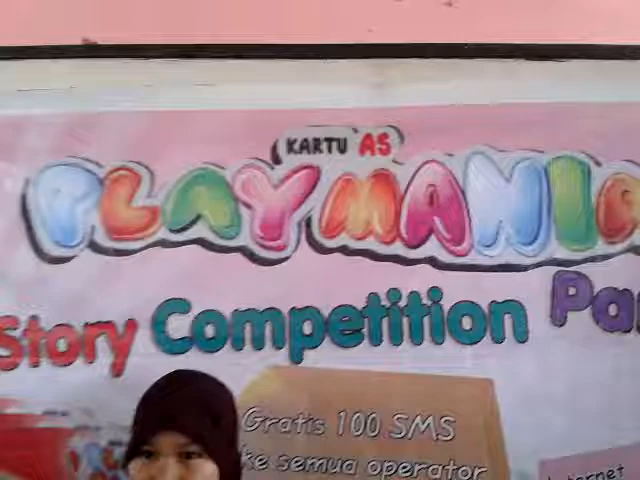 KARTU AS
PLAYMANIA
Story Competition
Gratis 100 SMS
ke semua operator